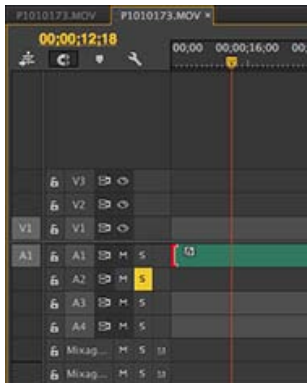 P1010173.MOV P1010173.MOV ×
00;00;12;18
00;00 00;00;16;00 00;
V3
V2
V1 V1
A1 A1 M S
A2 M S
A3 M S
A4 M S
Mixag... M S
Mixag... M S